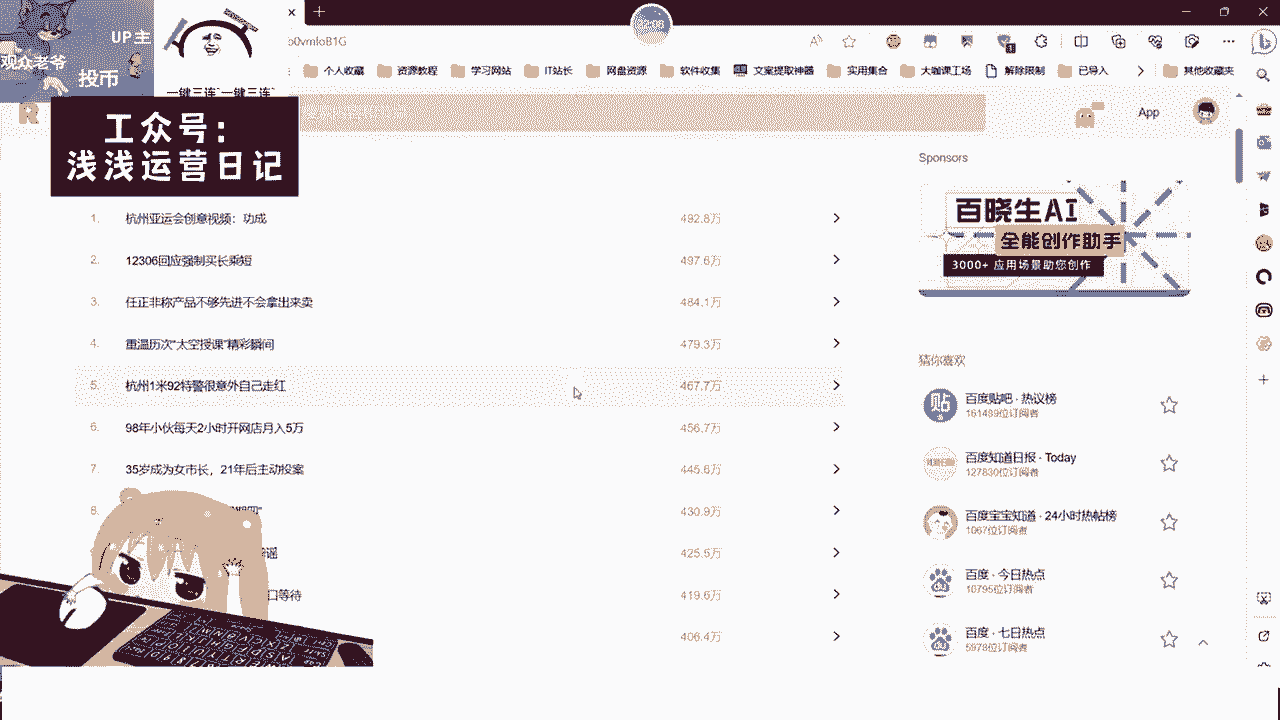 UP主
观众老爷
投币
一键三连 一键三连
工众号：
浅浅运营日记
o0vmloB1G
个人收藏
资源教程
学习网站
IT站长
网盘资源
软件收集
文案提取神器
实用集合
大咖课工场
解除限制
已导入
其他收藏夹
App
Sponsors
百晓生AI
全能创作助手
3000+ 应用场景助您创作
1. 杭州亚运会创意视频：功成 492.8万
2. 12306回应强制买长乘短 497.6万
3. 任正非称产品不够先进不会拿出来卖 484.1万
4. 重温历次“太空授课”精彩瞬间 479.3万
5. 杭州1米92特警很意外自己走红 467.7万
6. 98年小伙每天2小时开网店月入5万 456.7万
7. 35岁成为女市长，21年后主动投案 445.6万
8. 430.9万
谣 425.5万
口等待 419.6万
406.4万
猜你喜欢
百度贴吧 · 热议榜
161489位订阅者
百度知道日报 · Today
127830位订阅者
百度宝宝知道 · 24小时热帖榜
1067位订阅者
百度 · 今日热点
10795位订阅者
百度 · 七日热点
5978位订阅者